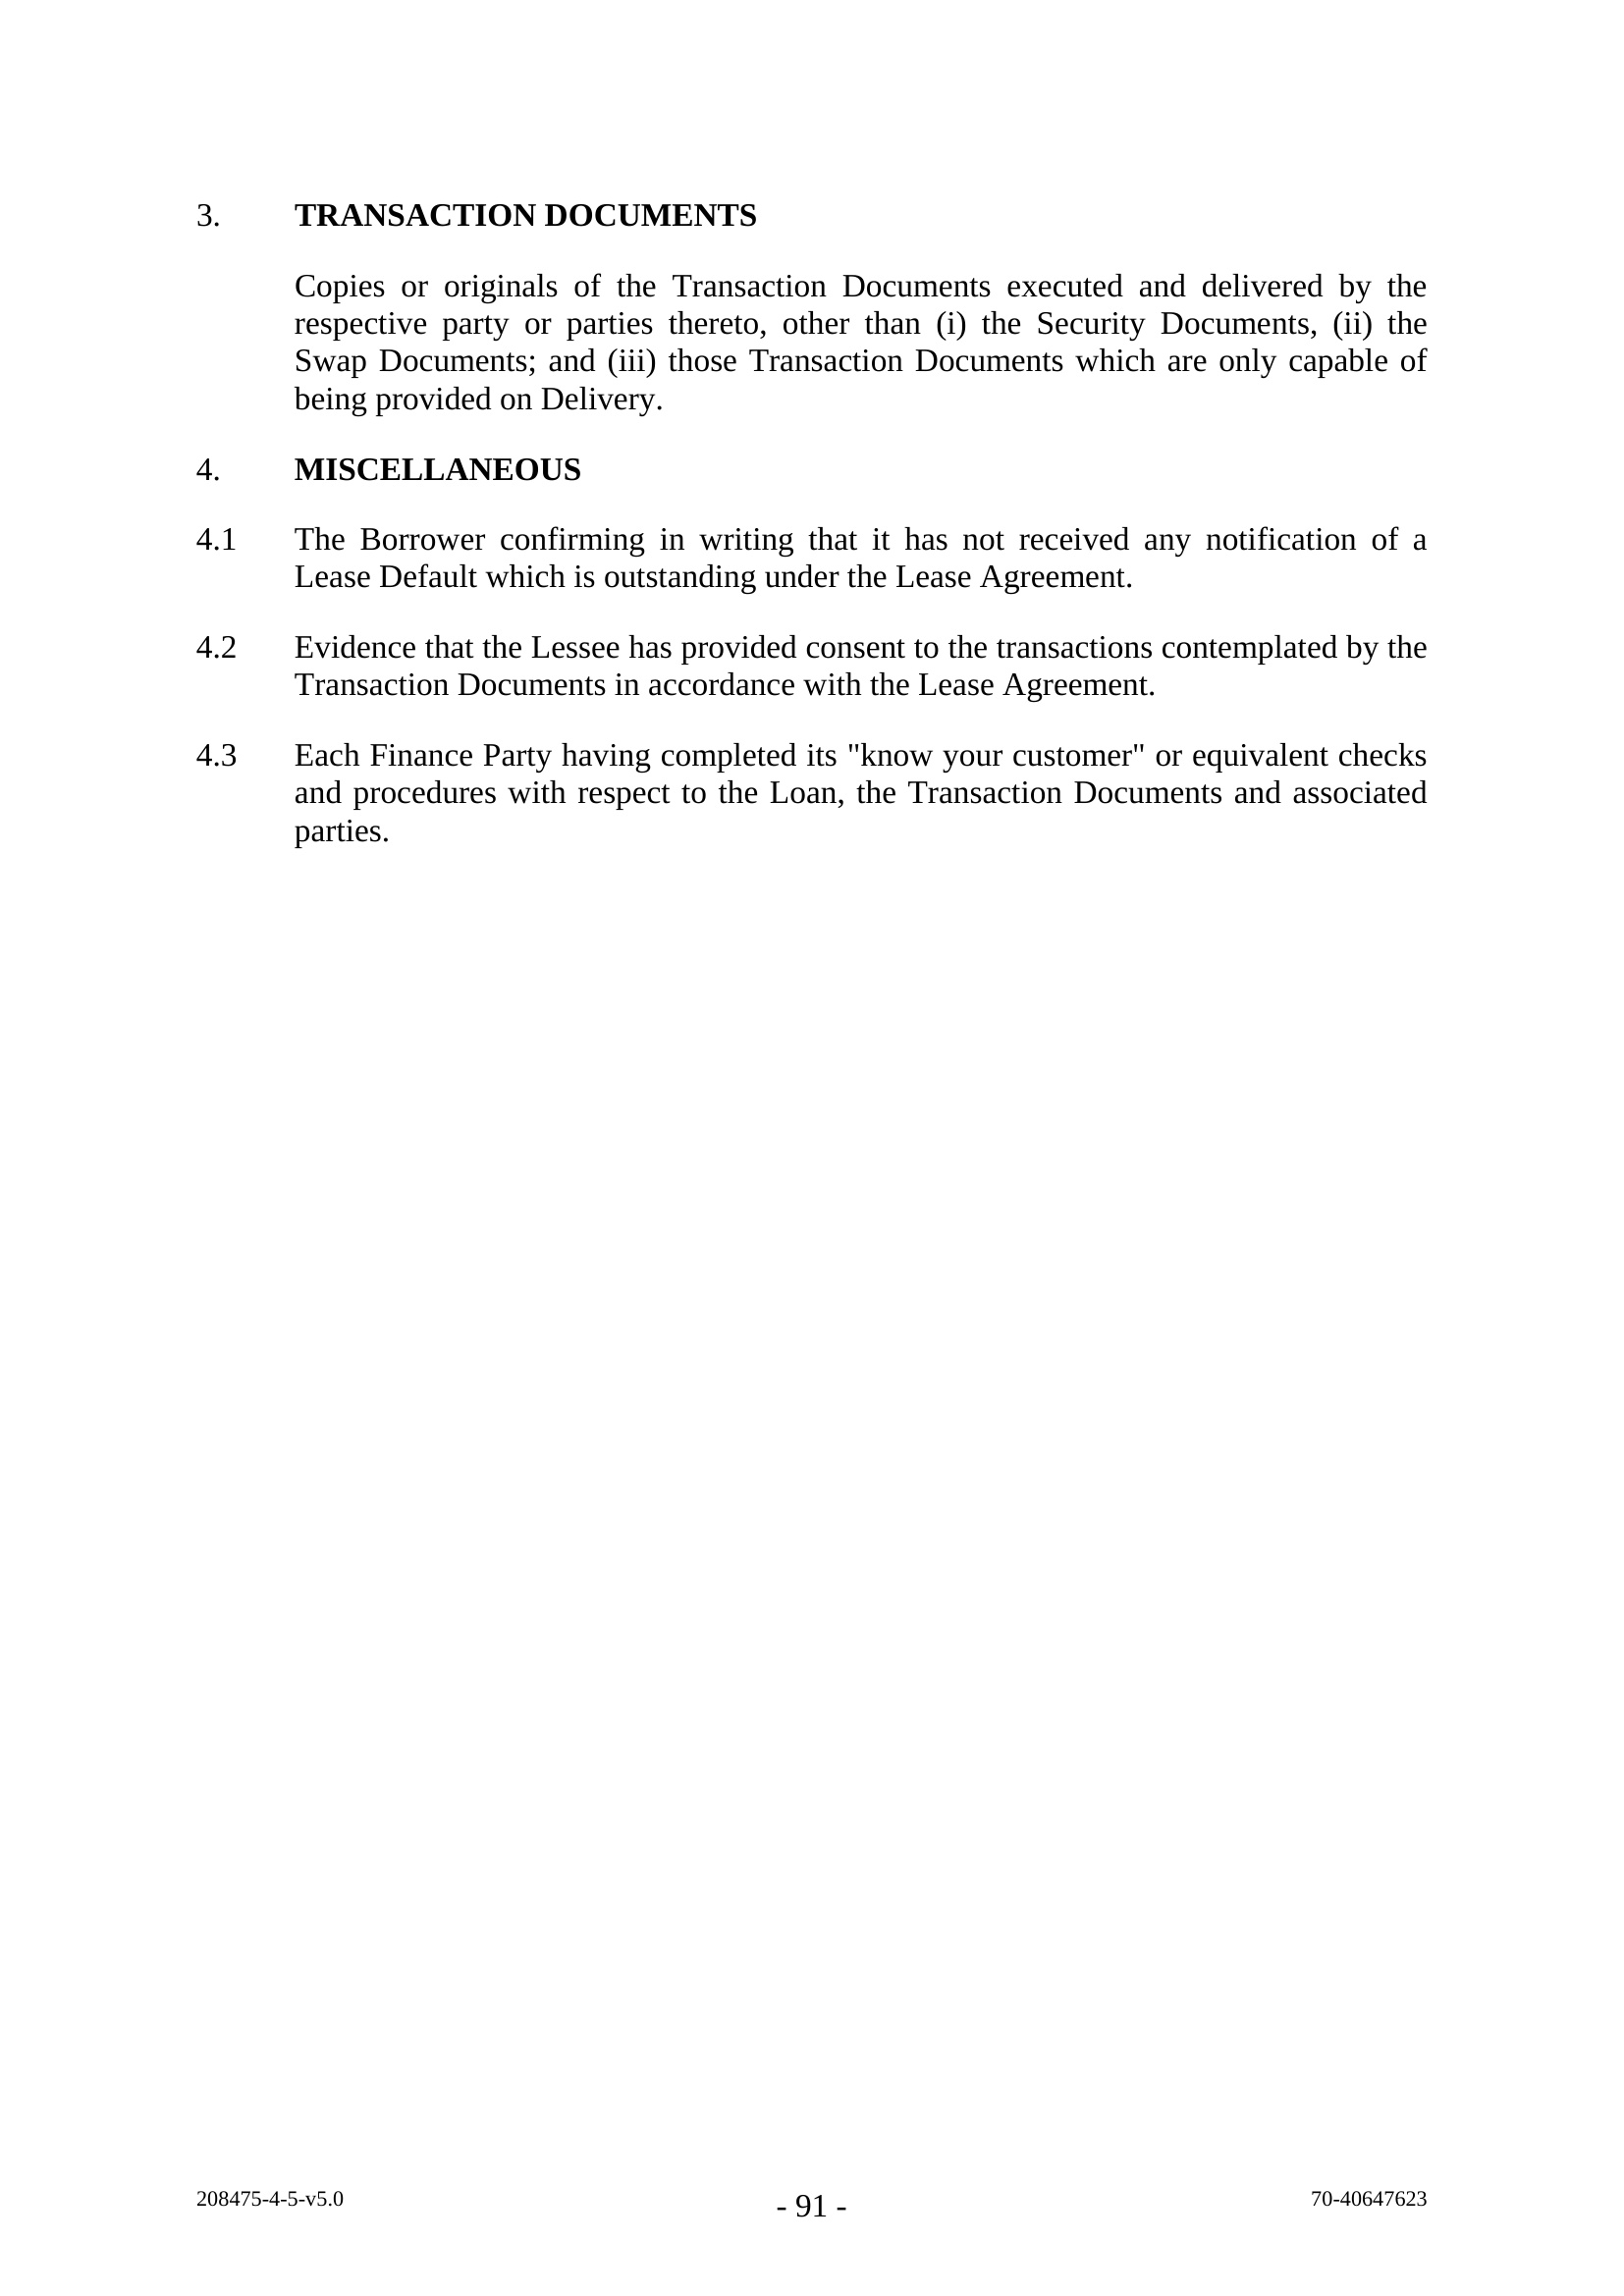 3. TRANSACTION DOCUMENTS
Copies or originals of the Transaction Documents executed and delivered by the
respective party or parties thereto, other than (i) the Security Documents, (ii) the
Swap Documents; and (iii) those Transaction Documents which are only capable of
being provided on Delivery.
4. MISCELLANEOUS
4.1 The Borrower confirming in writing that it has not received any notification of a
Lease Default which is outstanding under the Lease Agreement.
4.2 Evidence that the Lessee has provided consent to the transactions contemplated by the
Transaction Documents in accordance with the Lease Agreement.
4.3 Each Finance Party having completed its "know your customer" or equivalent checks
and procedures with respect to the Loan, the Transaction Documents and associated
parties.
208475-4-5-v5.0 - 91 - 70-40647623